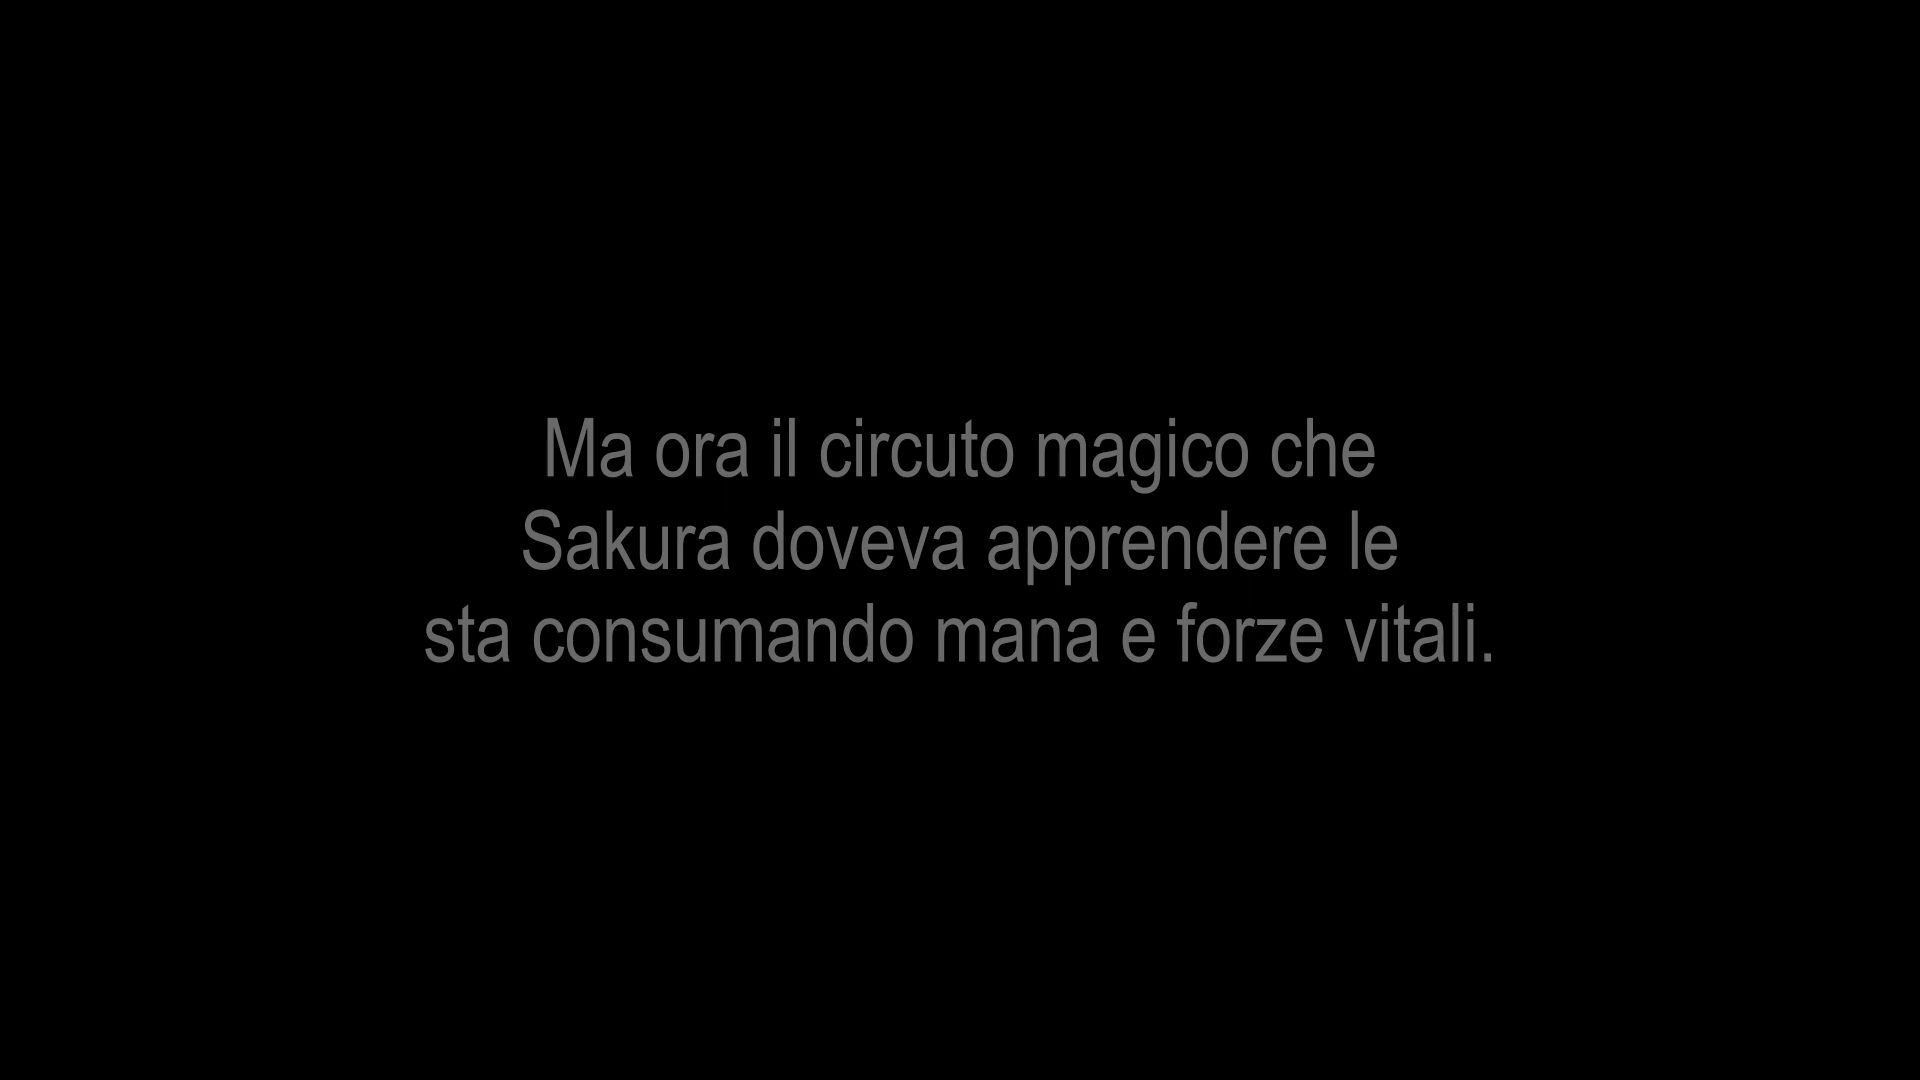 Ma ora il circuto magico che
Sakura doveva apprendere le
sta consumando mana e forze vitali.